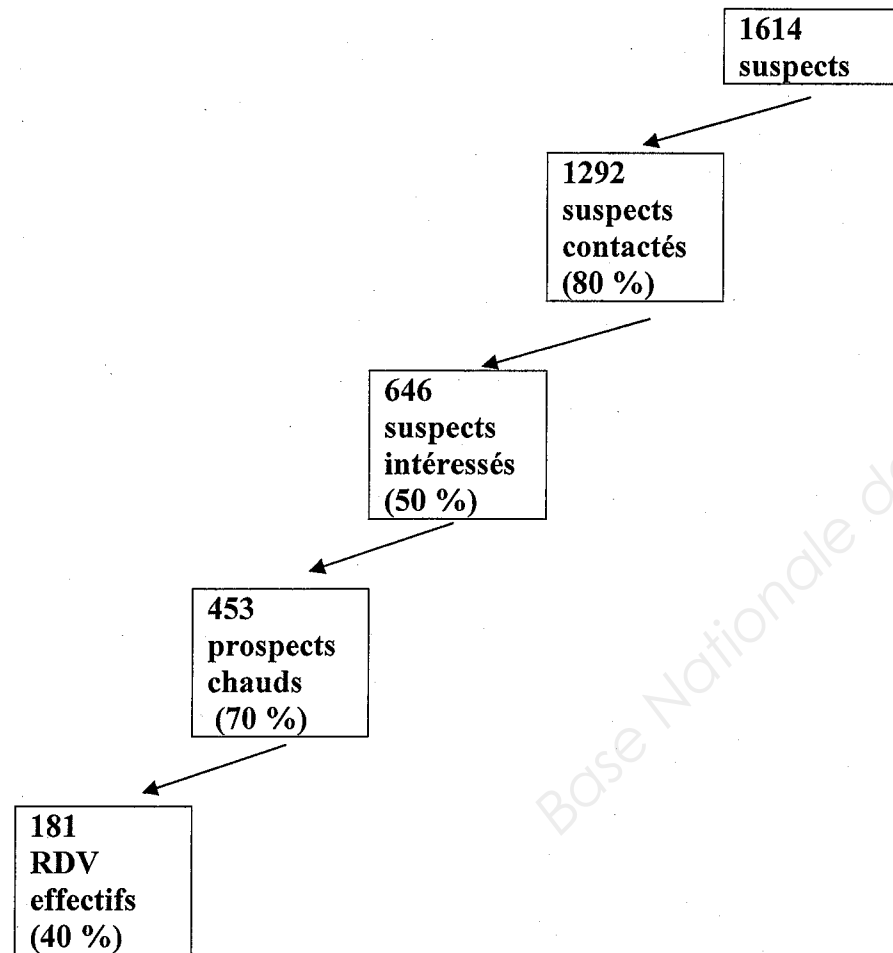 1614
suspects
1292
suspects
contactés
(80 %)
646
suspects
intéressés
(50 %)
453
prospects
chauds
(70 %)
181
RDV
effectifs
(40 %)
Base Nationale